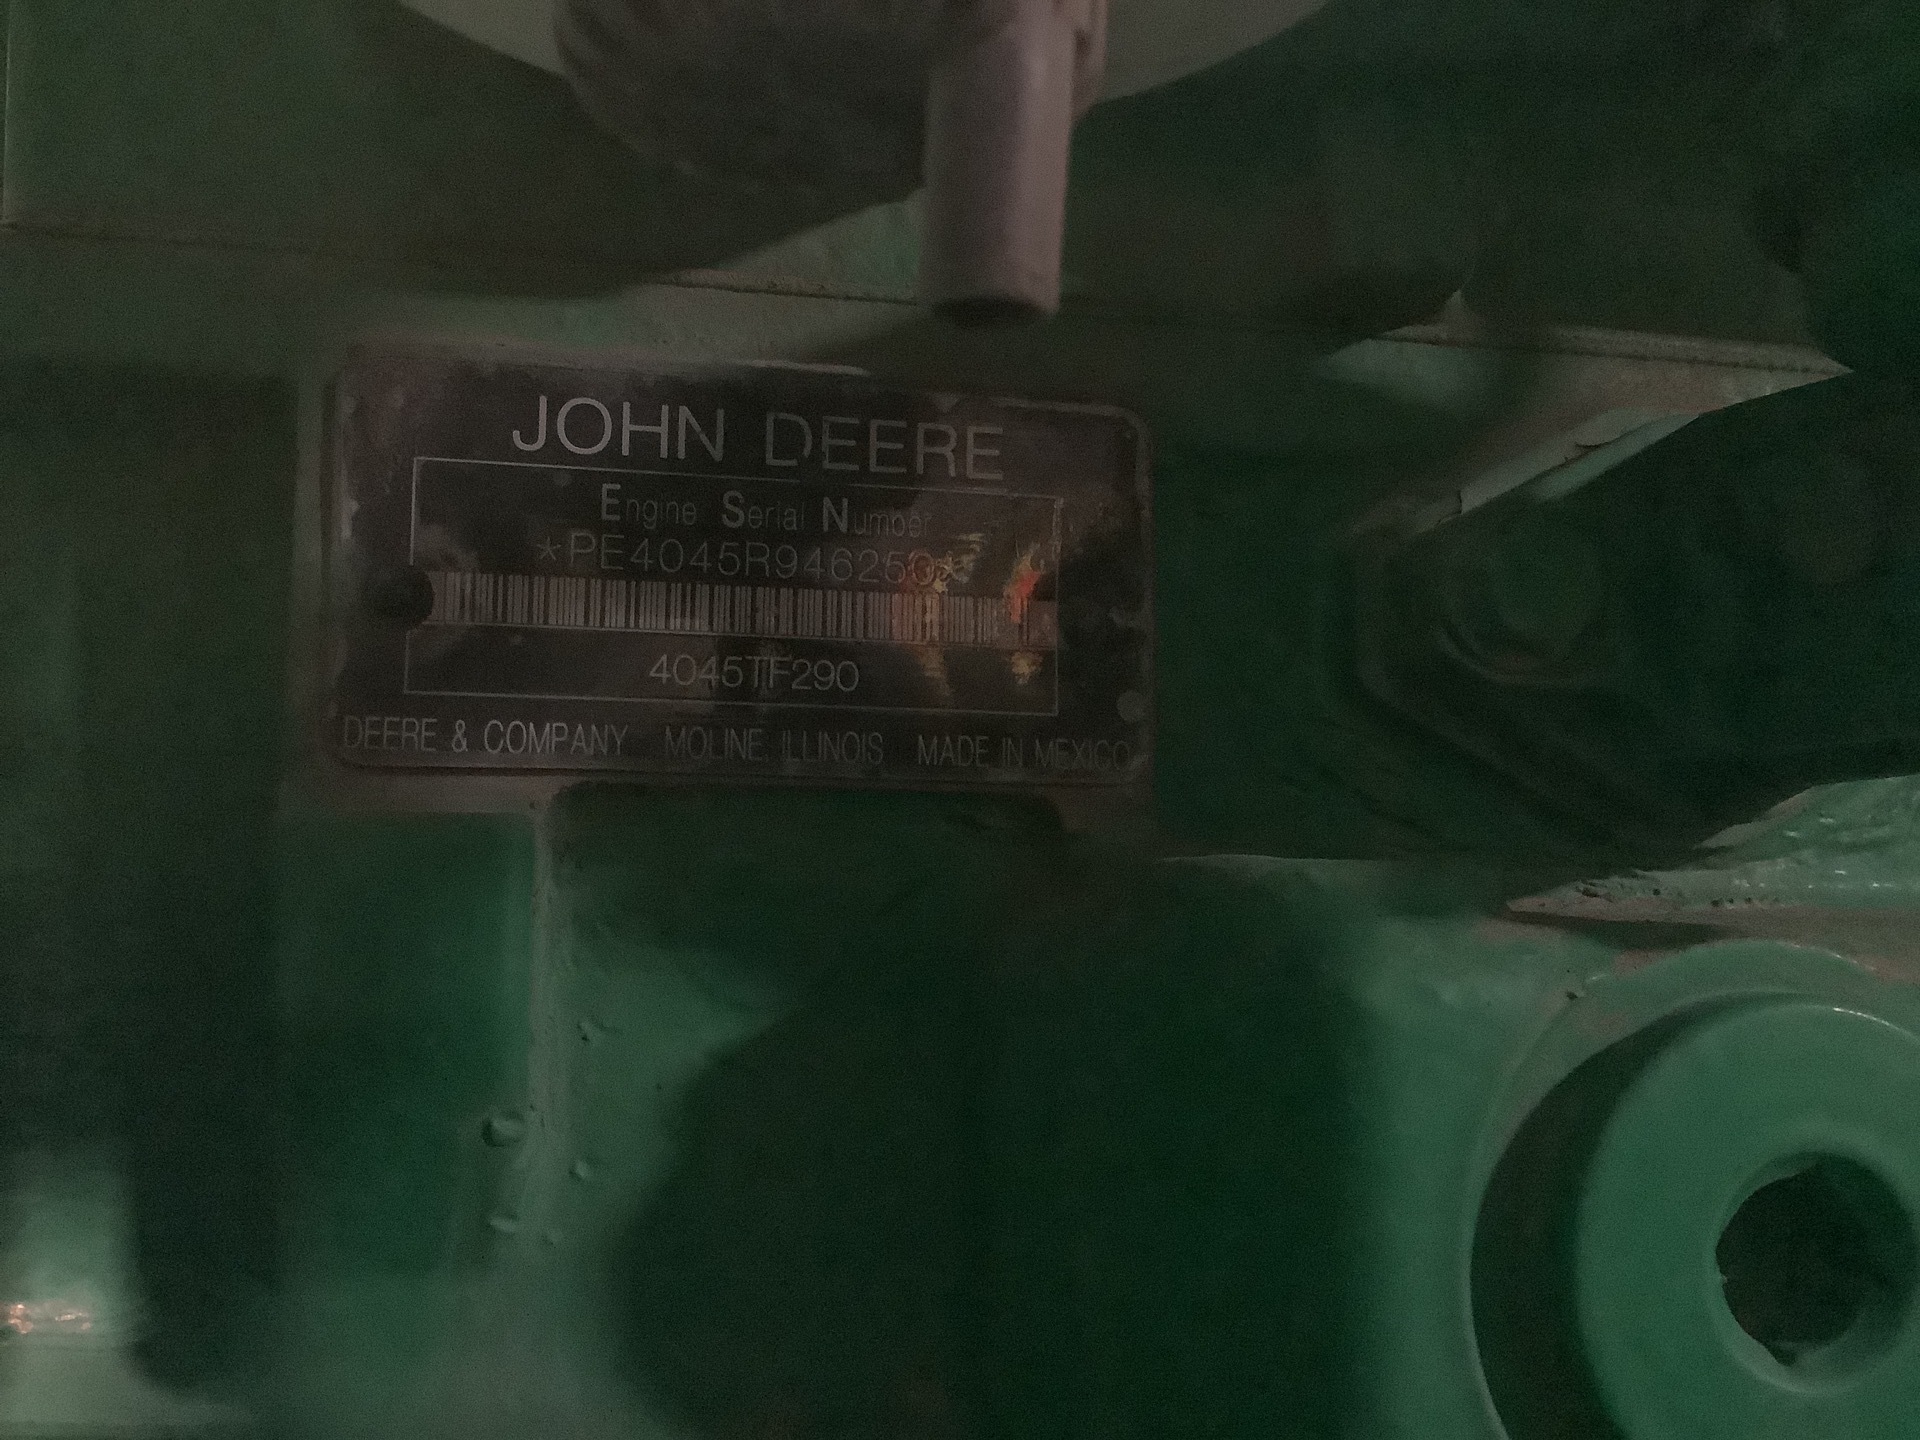 JOHN DEERE
Engine Serial Number
*PE4045R946250*
4045TF290
DEERE & COMPANY MOLINE, ILLINOIS MADE IN MEXICO